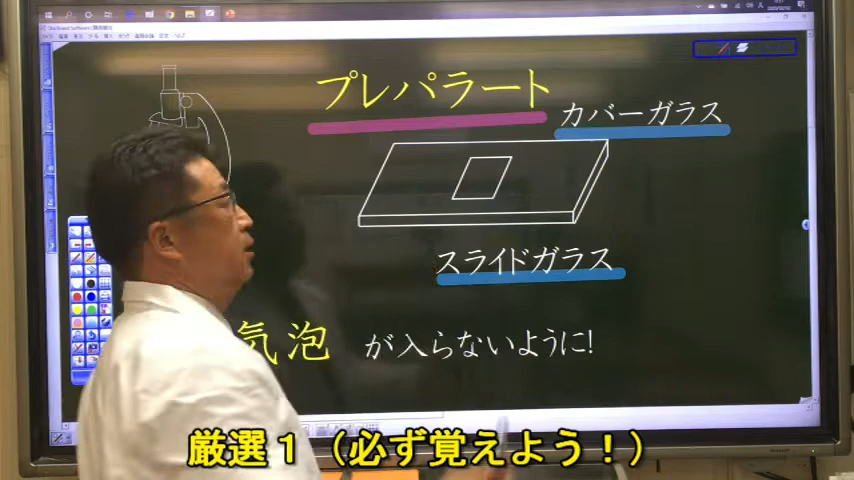 プレパラート
カバーガラス
スライドガラス
気泡 が入らないように!
厳選1(必ず覚えよう!)